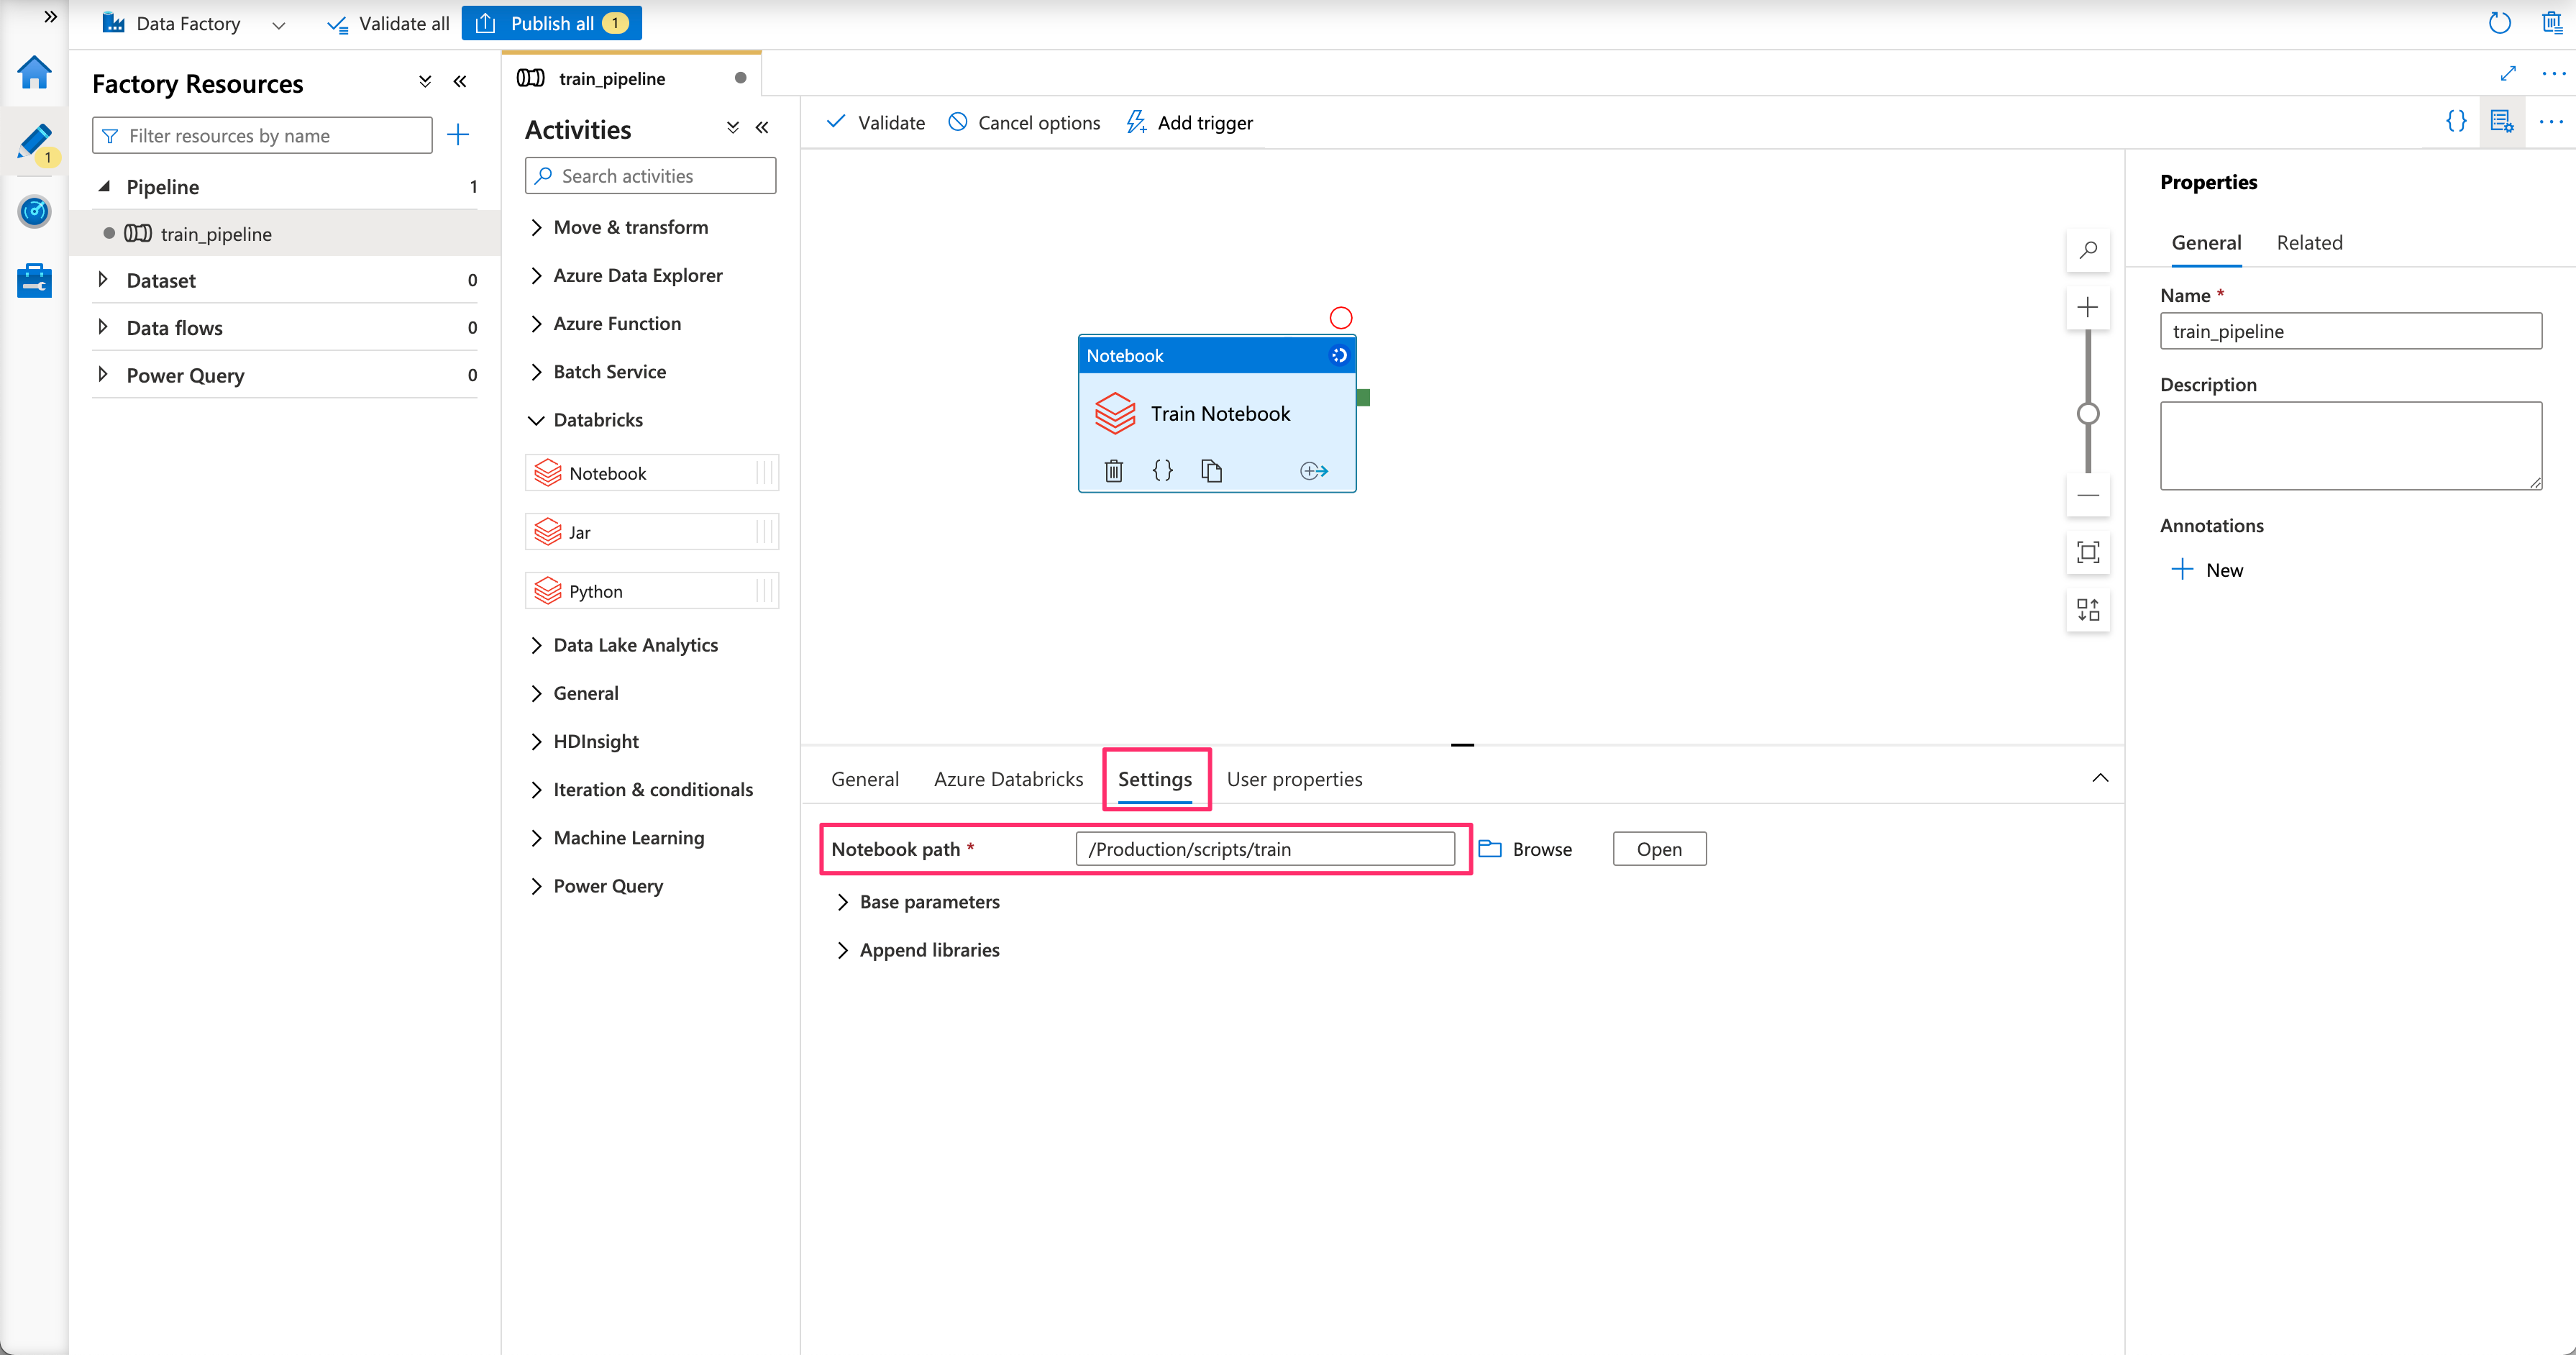 Data Factory
Validate all
Publish all 1
Factory Resources
Filter resources by name
1
Pipeline 1
train_pipeline
Dataset 0
Data flows 0
Power Query 0
train_pipeline
Activities
Search activities
Move & transform
Azure Data Explorer
Azure Function
Batch Service
Databricks
Notebook
Jar
Python
Data Lake Analytics
General
HDInsight
Iteration & conditionals
Machine Learning
Power Query
Validate
Cancel options
Add trigger
{}
Notebook
Train Notebook
{}
General
Azure Databricks
Settings
User properties
Notebook path * /Production/scripts/train
Browse
Open
Base parameters
Append libraries
Properties
General
Related
Name *
train_pipeline
Description
Annotations
New